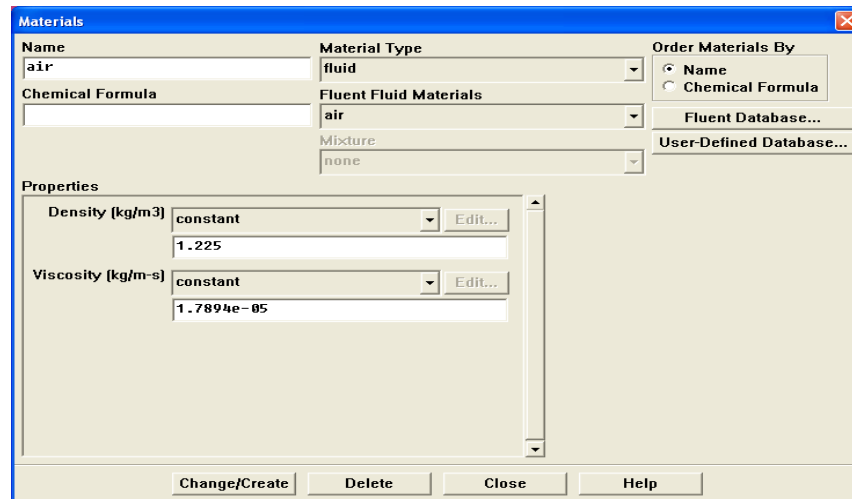 Materials
Name
air
Chemical Formula
Material Type
fluid
Fluent Fluid Materials
air
Mixture
none
Order Materials By
Name
Chemical Formula
Fluent Database...
User-Defined Database...
Properties
Density (kg/m3)
constant
Edit...
1.225
Viscosity (kg/m-s)
constant
Edit...
1.7894e-05
Change/Create
Delete
Close
Help